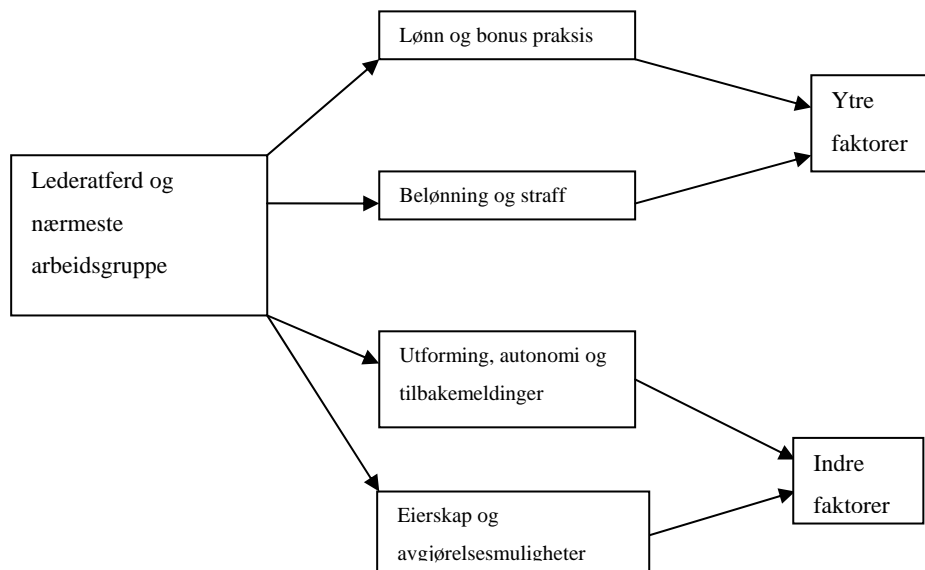 Lønn og bonus praksis
Ytre
faktorer
Lederatferd og
nærmeste
arbeidsgruppe
Belønning og straff
Utforming, autonomi og
tilbakemeldinger
Indre
faktorer
Eierskap og
avgjørelsesmuligheter